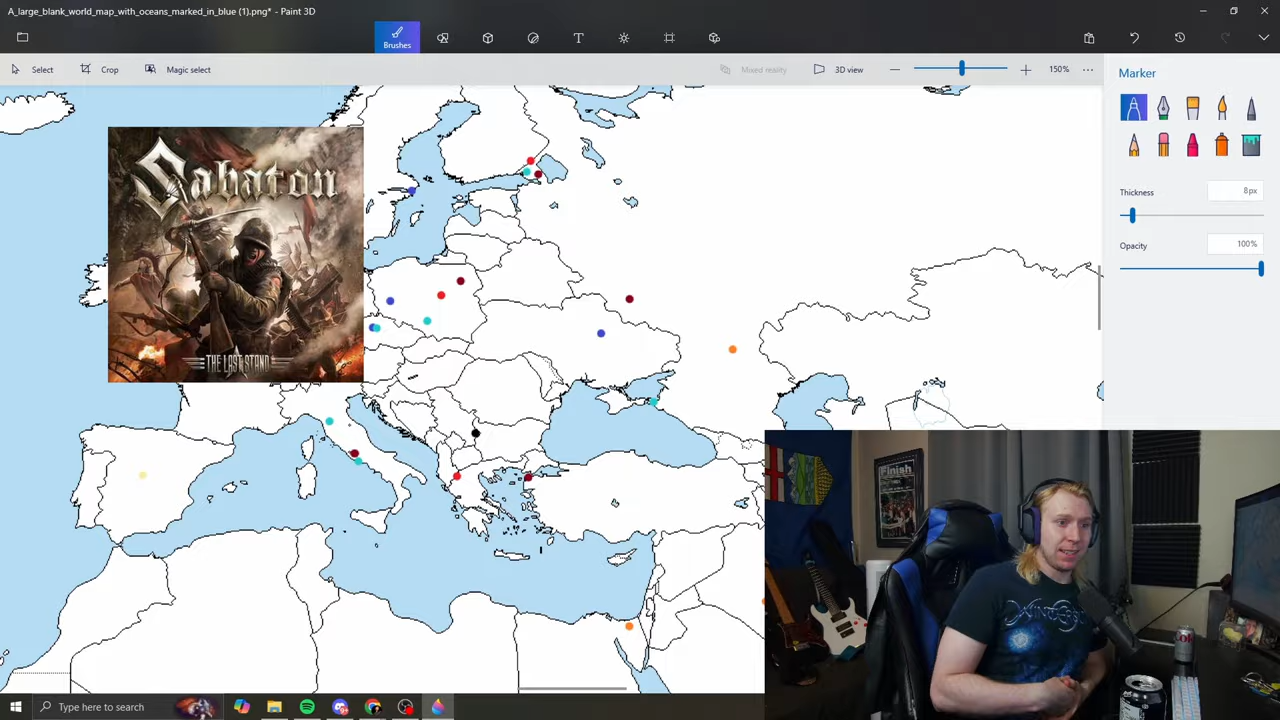 A_large_blank_world_map_with_oceans_marked_in_blue (1).png* - Paint 3D
Brushes
Select
Crop
Magic select
Mixed reality
3D view
150%
Marker
Thickness
8px
Opacity
100%
Sabaton
THE LAST STAND
Finish
WINTERSUN
Type here to search